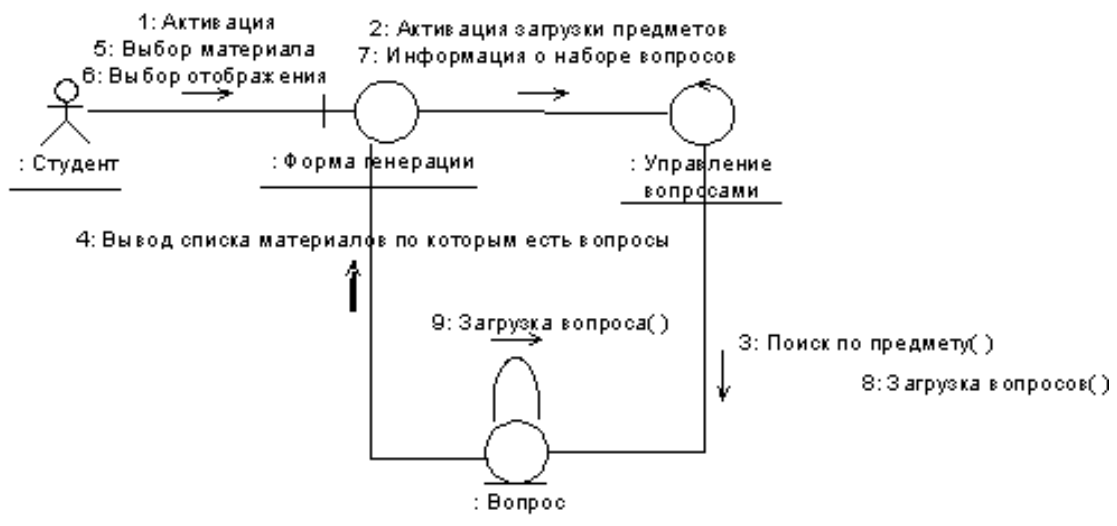 1: Активация
5: Выбор материала
6: Выбор отображения
2: Активация загрузки предметов
7: Информация о наборе вопросов
: Студент
: Форма генерации
: Управление
вопросами
4: Вывод списка материалов по которым есть вопросы
9: Загрузка вопроса( )
3: Поиск по предмету( )
8: Загрузка вопросов( )
: Вопрос